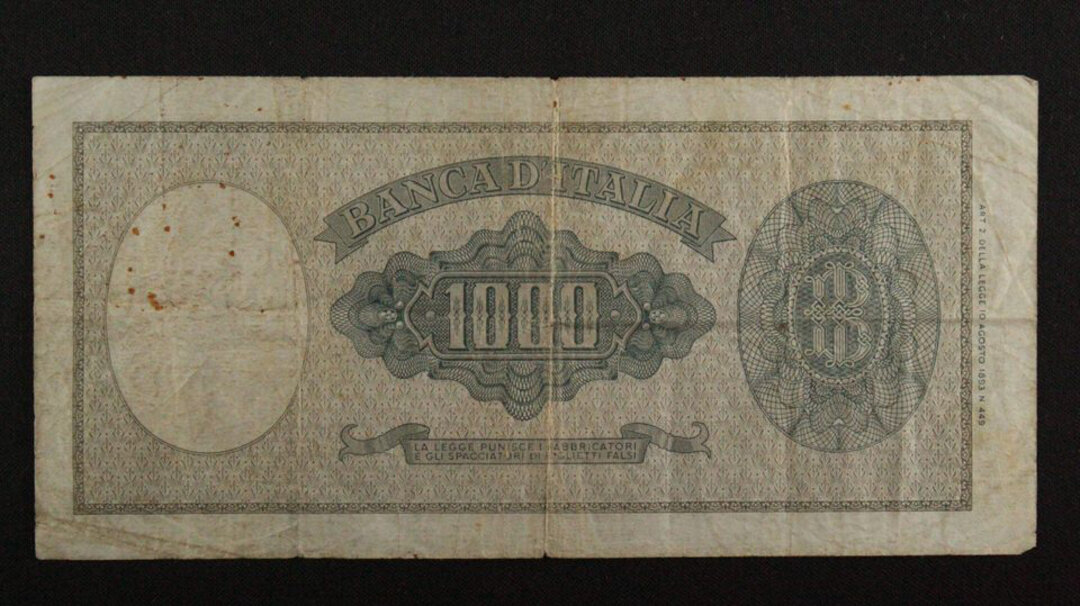 BANCA D'ITALIA
1000
BI
LA LEGGE PUNISCE I FABBRICATORI
E GLI SPACCIATORI DI BIGLIETTI FALSI
ART 2 DELLA LEGGE 10 AGOSTO 1893 N 449